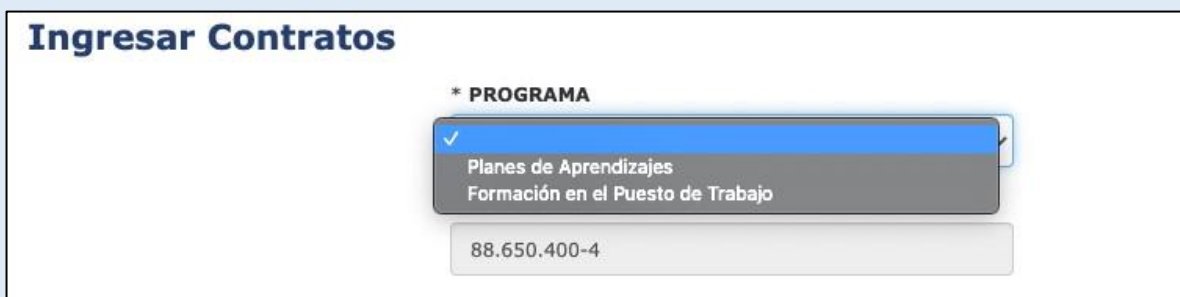 Ingresar Contratos
* PROGRAMA
Planes de Aprendizajes
Formación en el Puesto de Trabajo
88.650.400-4